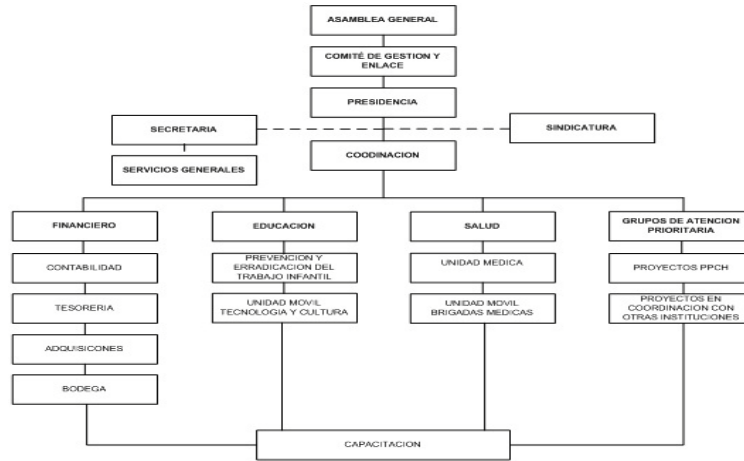 ASAMBLEA GENERAL
COMITÉ DE GESTION Y
ENLACE
PRESIDENCIA
SECRETARIA
SINDICATURA
COODINACION
SERVICIOS GENERALES
FINANCIERO
EDUCACION
SALUD
GRUPOS DE ATENCION
PRIORITARIA
CONTABILIDAD
PREVENCION Y
ERRADICACION DEL
TRABAJO INFANTIL
UNIDAD MEDICA
PROYECTOS PPCH
TESORERIA
UNIDAD MOVIL
TECNOLOGIA Y CULTURA
UNIDAD MOVIL
BRIGADAS MEDICAS
PROYECTOS EN
COORDINACION CON
OTRAS INSTITUCIONES
ADQUISICONES
BODEGA
CAPACITACION